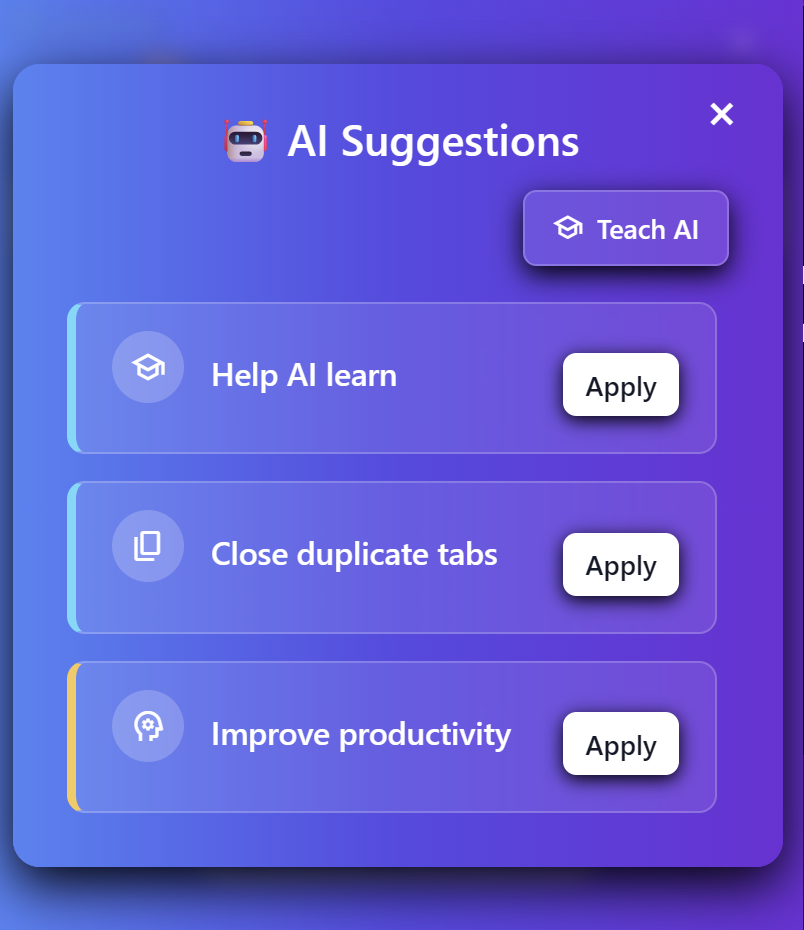 AI Suggestions
Teach AI
Help AI learn
Apply
Close duplicate tabs
Apply
Improve productivity
Apply